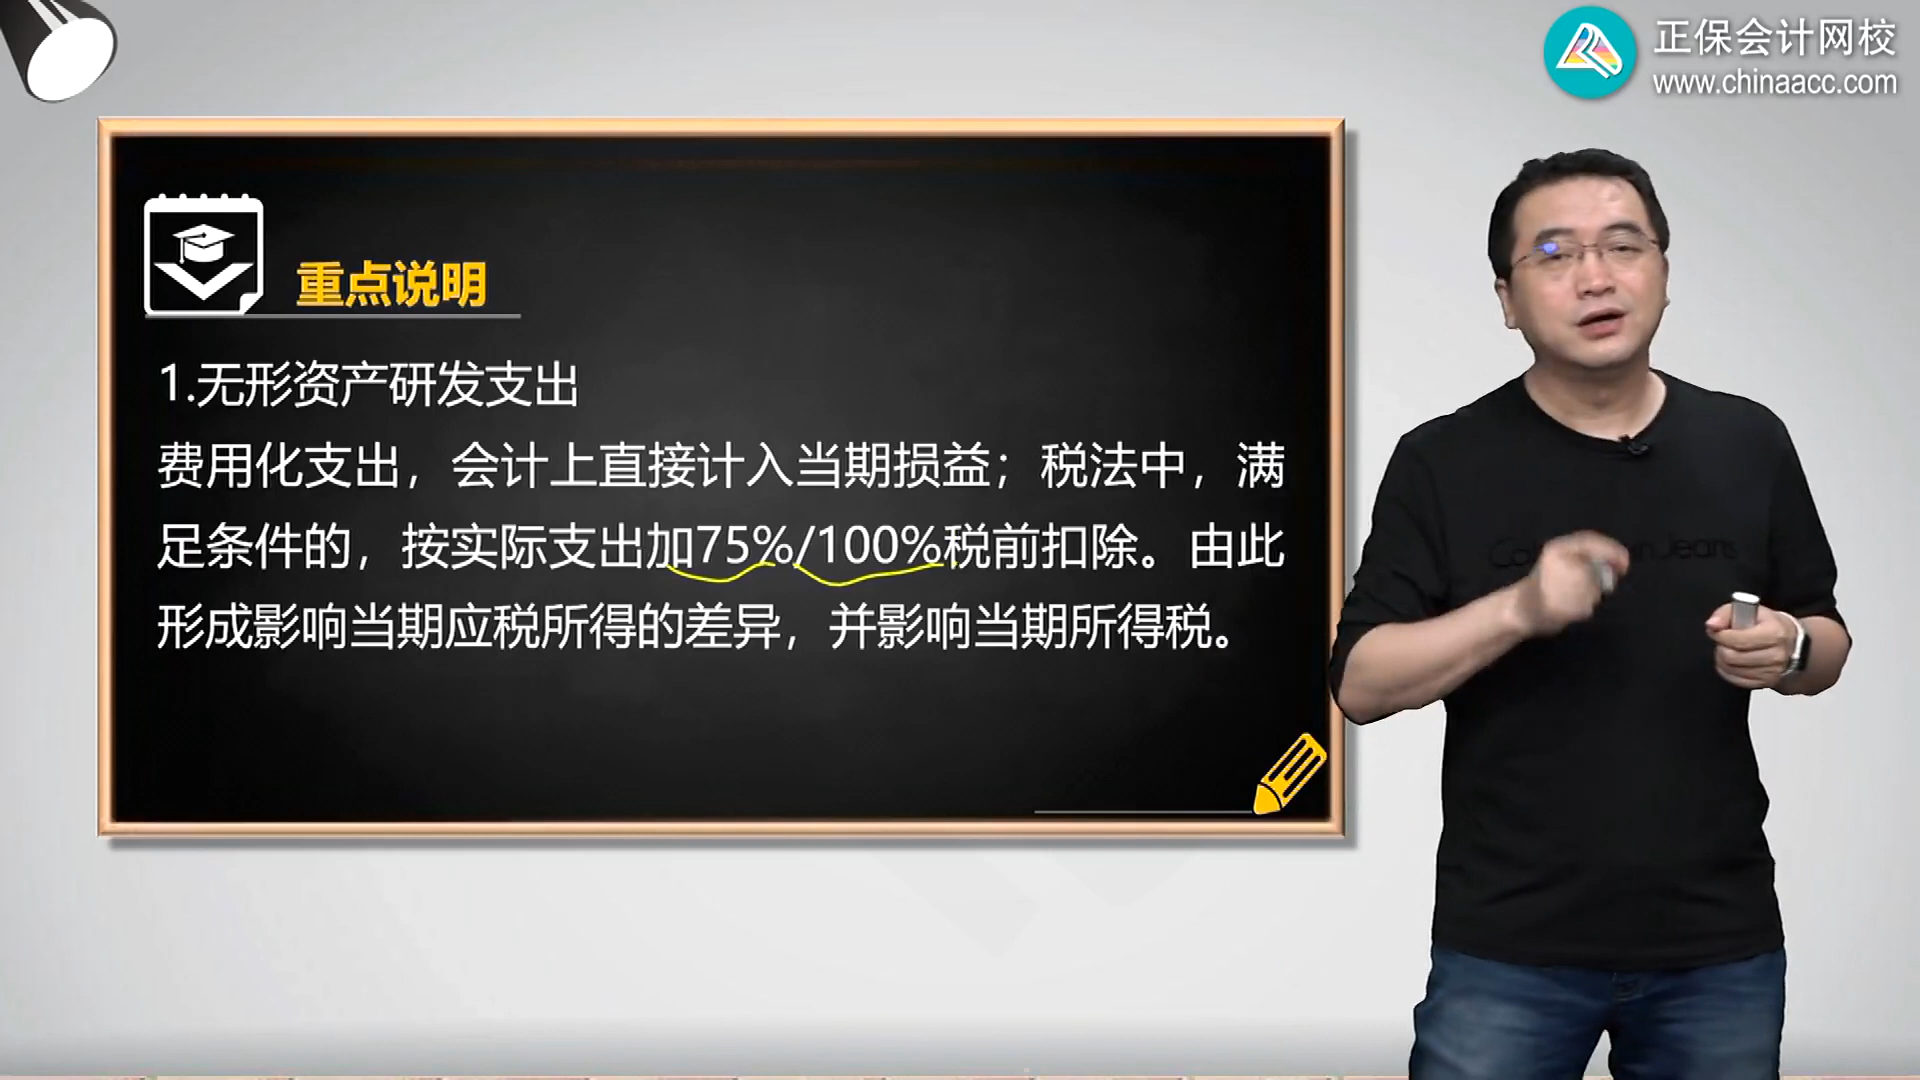 正保会计网校
www.chinaacc.com
重点说明
1.无形资产研发支出
费用化支出，会计上直接计入当期损益；税法中，满
足条件的，按实际支出加75%/100%税前扣除。由此
形成影响当期应税所得的差异，并影响当期所得税。